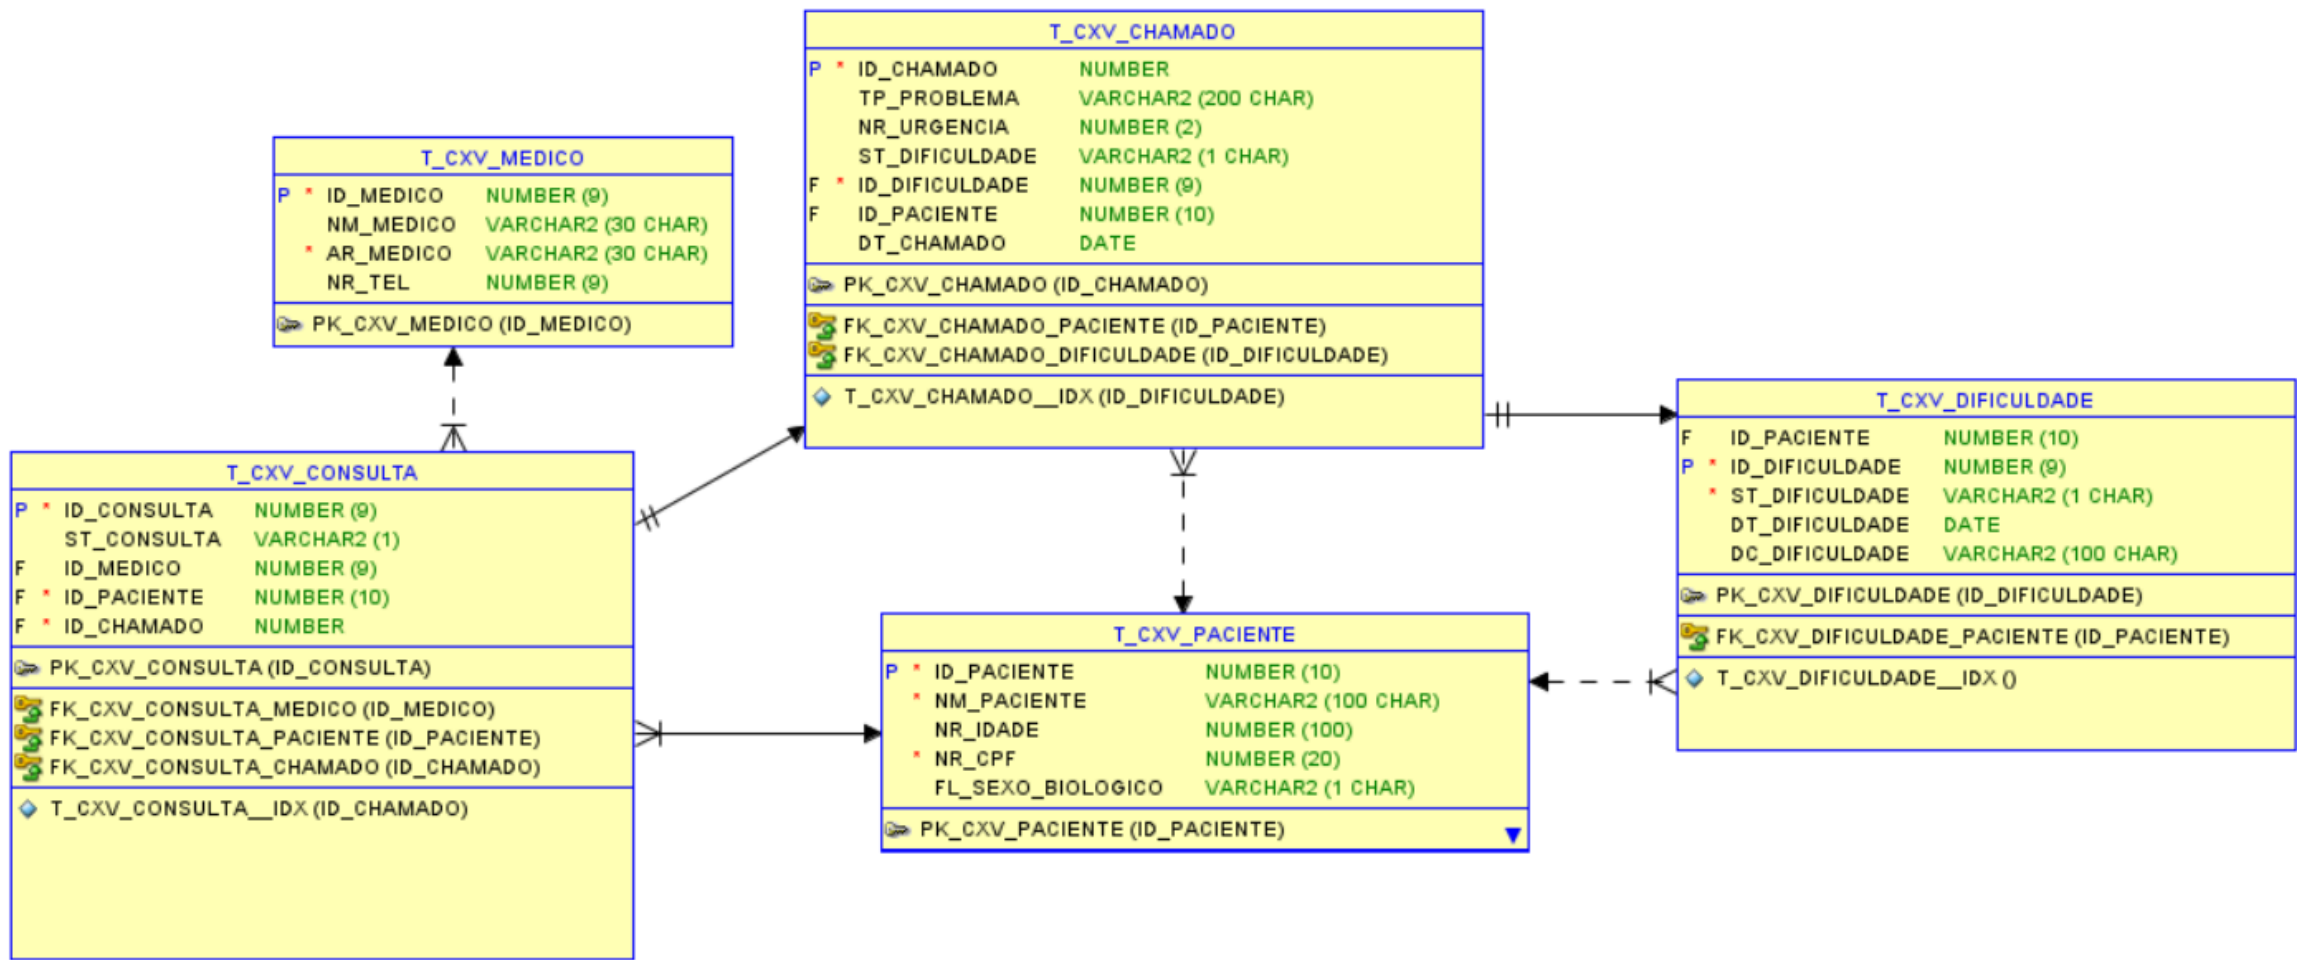 T_CXV_CHAMADO
P * ID_CHAMADO NUMBER
TP_PROBLEMA VARCHAR2 (200 CHAR)
NR_URGENCIA NUMBER (2)
ST_DIFICULDADE VARCHAR2 (1 CHAR)
F * ID_DIFICULDADE NUMBER (9)
F ID_PACIENTE NUMBER (10)
DT_CHAMADO DATE
PK_CXV_CHAMADO (ID_CHAMADO)
FK_CXV_CHAMADO_PACIENTE (ID_PACIENTE)
FK_CXV_CHAMADO_DIFICULDADE (ID_DIFICULDADE)
T_CXV_CHAMADO__IDX (ID_DIFICULDADE)
T_CXV_MEDICO
P * ID_MEDICO NUMBER (9)
NM_MEDICO VARCHAR2 (30 CHAR)
* AR_MEDICO VARCHAR2 (30 CHAR)
NR_TEL NUMBER (9)
PK_CXV_MEDICO (ID_MEDICO)
T_CXV_DIFICULDADE
F ID_PACIENTE NUMBER (10)
P * ID_DIFICULDADE NUMBER (9)
* ST_DIFICULDADE VARCHAR2 (1 CHAR)
DT_DIFICULDADE DATE
DC_DIFICULDADE VARCHAR2 (100 CHAR)
PK_CXV_DIFICULDADE (ID_DIFICULDADE)
FK_CXV_DIFICULDADE_PACIENTE (ID_PACIENTE)
T_CXV_DIFICULDADE__IDX ()
T_CXV_CONSULTA
P * ID_CONSULTA NUMBER (9)
ST_CONSULTA VARCHAR2 (1)
F ID_MEDICO NUMBER (9)
F * ID_PACIENTE NUMBER (10)
F * ID_CHAMADO NUMBER
PK_CXV_CONSULTA (ID_CONSULTA)
FK_CXV_CONSULTA_MEDICO (ID_MEDICO)
FK_CXV_CONSULTA_PACIENTE (ID_PACIENTE)
FK_CXV_CONSULTA_CHAMADO (ID_CHAMADO)
T_CXV_CONSULTA__IDX (ID_CHAMADO)
T_CXV_PACIENTE
P * ID_PACIENTE NUMBER (10)
* NM_PACIENTE VARCHAR2 (100 CHAR)
NR_IDADE NUMBER (100)
* NR_CPF NUMBER (20)
FL_SEXO_BIOLOGICO VARCHAR2 (1 CHAR)
PK_CXV_PACIENTE (ID_PACIENTE)